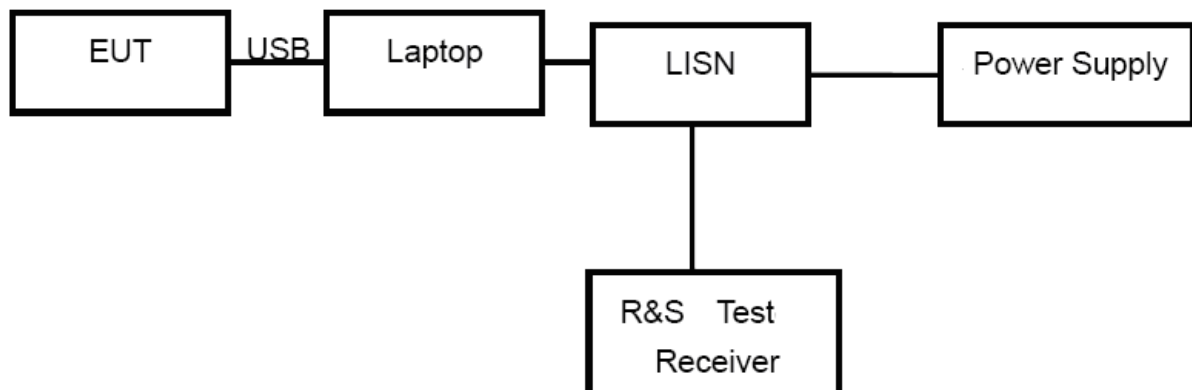 EUT
USB
Laptop
LISN
Power Supply
R&S Test
Receiver